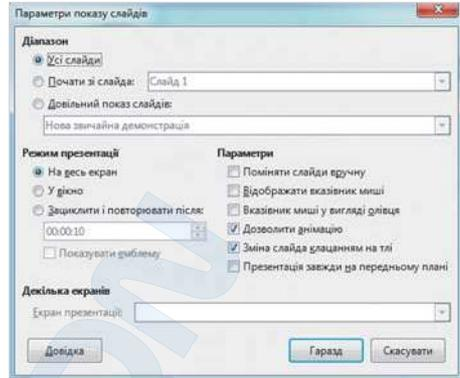 Параметри показу слайдів
Діапазон
Усі слайди
Почати зі слайда: Слайд 1
Довільний показ слайдів:
Нова звичайна демонстрація
Режим презентації Параметри
На весь екран Поміняти слайди вручну
У вікно Відображати вказівник миші
Зациклити і повторювати після: Вказівник миші у вигляді олівця
00:00:10 Дозволити анімацію
Показувати емблему Зміна слайда клацанням на тлі
Презентація завжди на передньому плані
Декілька екранів
Екран презентації:
Довідка Гаразд Скасувати